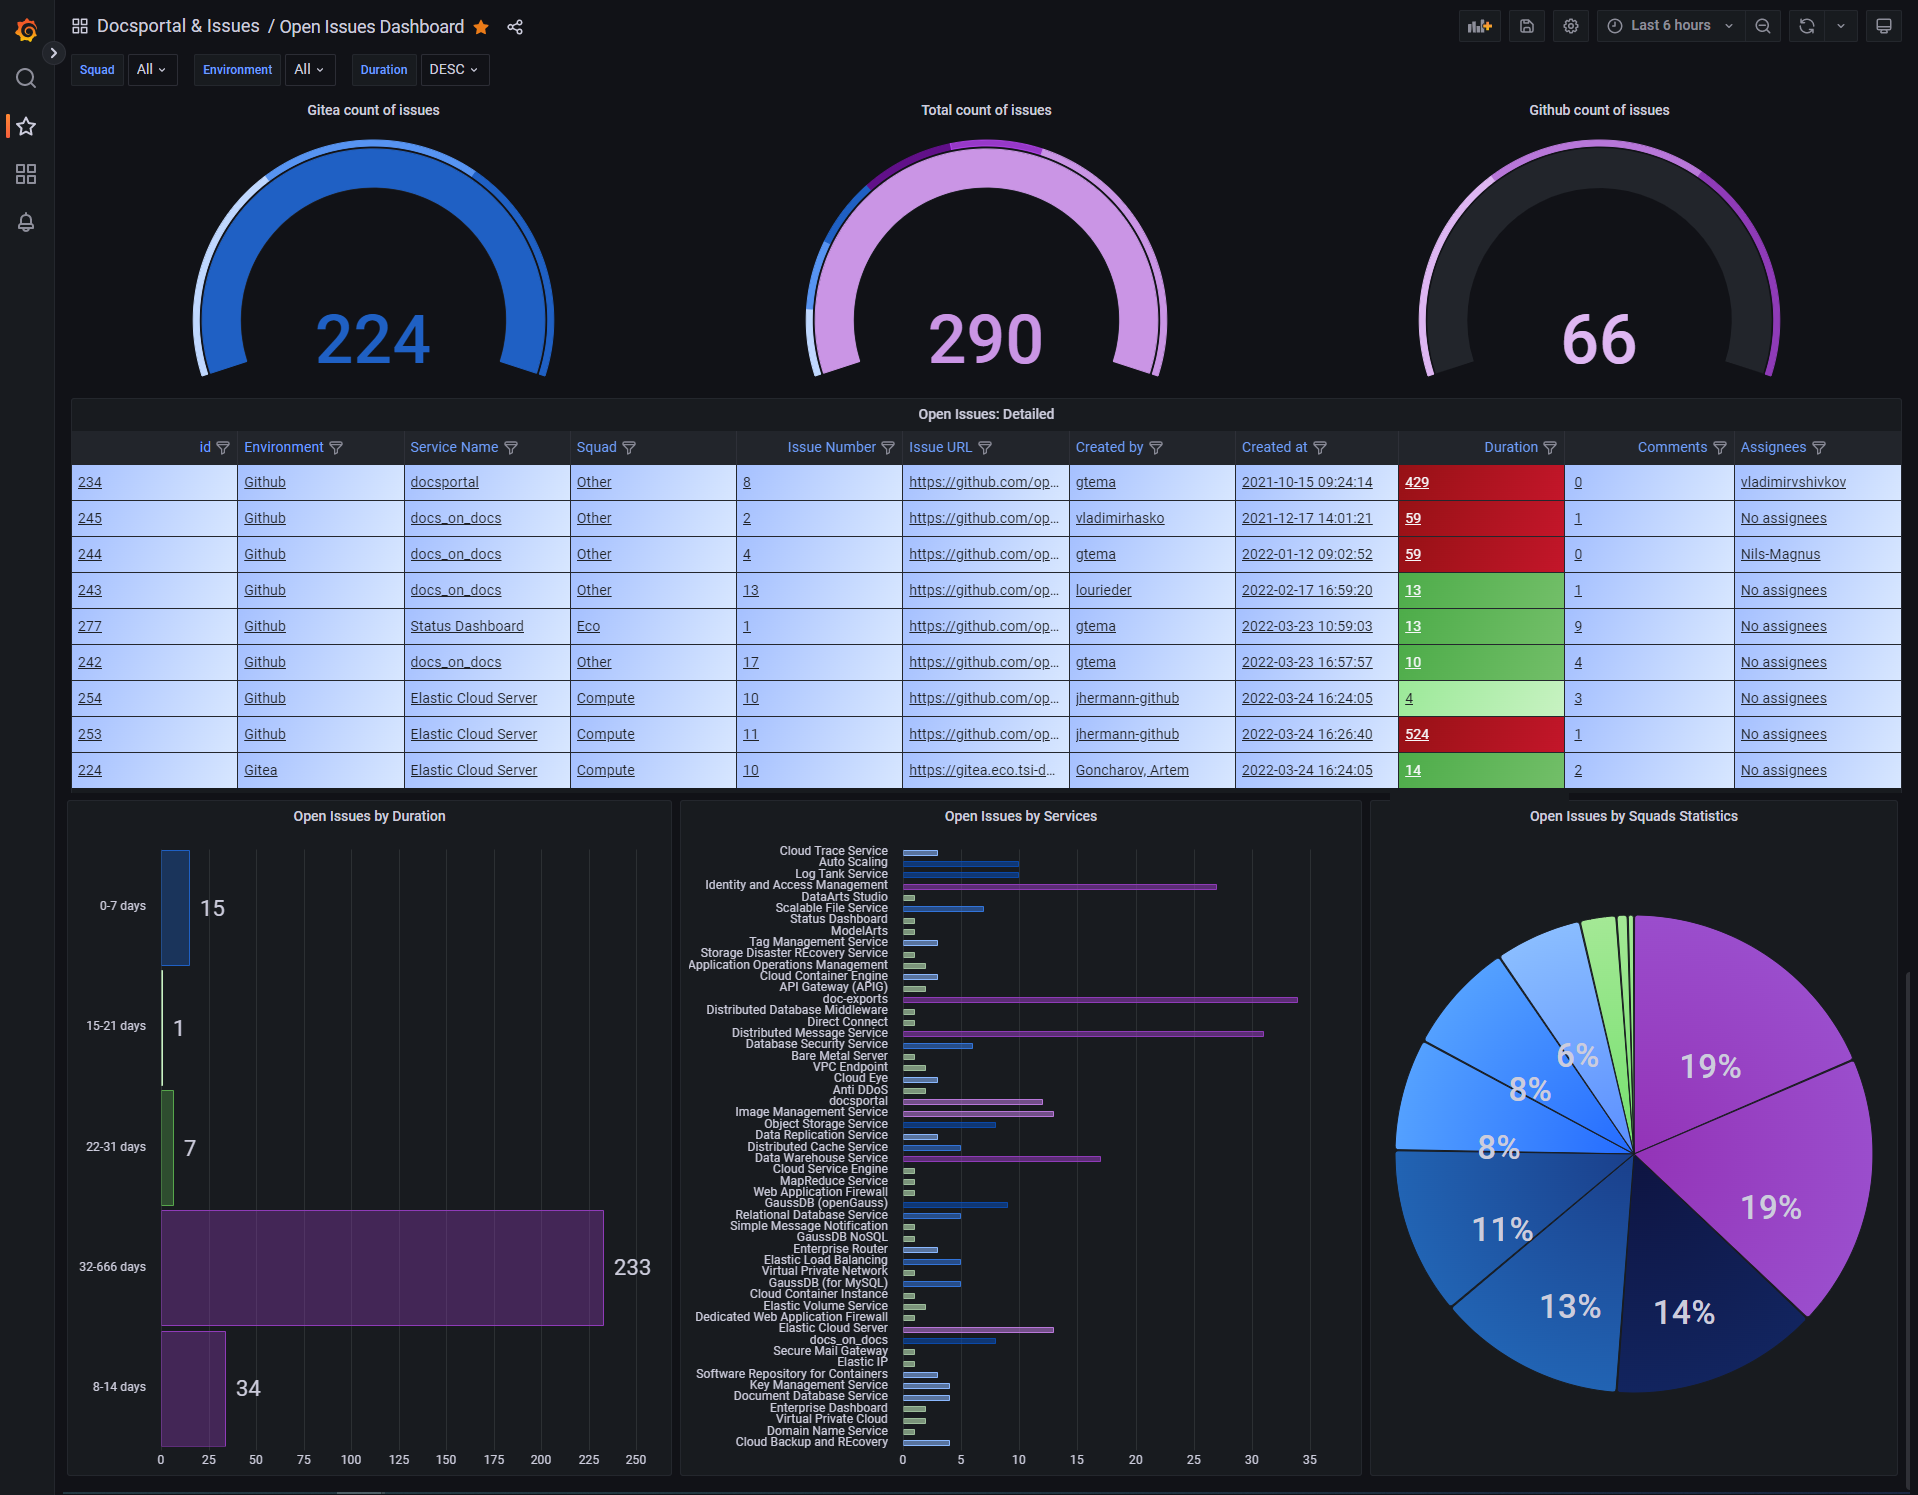 Docsportal & Issues / Open Issues Dashboard
Last 6 hours
Squad All Environment All Duration DESC
Gitea count of issues
224
Total count of issues
290
Github count of issues
66
Open Issues: Detailed
id Environment Service Name Squad Issue Number Issue URL Created by Created at Duration Comments Assignees
234 Github docsportal Other 8 https://github.com/op... gtema 2021-10-15 09:24:14 429 0 vladimirvshivkov
245 Github docs_on_docs Other 2 https://github.com/op... vladimirhasko 2021-12-17 14:01:21 59 1 No assignees
244 Github docs_on_docs Other 4 https://github.com/op... gtema 2022-01-12 09:02:52 59 0 Nils-Magnus
243 Github docs_on_docs Other 13 https://github.com/op... lourieder 2022-02-17 16:59:20 13 1 No assignees
277 Github Status Dashboard Eco 1 https://github.com/op... gtema 2022-03-23 10:59:03 13 9 No assignees
242 Github docs_on_docs Other 17 https://github.com/op... gtema 2022-03-23 16:57:57 10 4 No assignees
254 Github Elastic Cloud Server Compute 10 https://github.com/op... jhermann-github 2022-03-24 16:24:05 4 3 No assignees
253 Github Elastic Cloud Server Compute 11 https://github.com/op... jhermann-github 2022-03-24 16:26:40 524 1 No assignees
224 Gitea Elastic Cloud Server Compute 10 https://gitea.eco.tsi-d... Goncharov, Artem 2022-03-24 16:24:05 14 2 No assignees
Open Issues by Duration
0-7 days 15
15-21 days 1
22-31 days 7
32-666 days 233
8-14 days 34
0 25 50 75 100 125 150 175 200 225 250
Open Issues by Services
Cloud Trace Service
Auto Scaling
Log Tank Service
Identity and Access Management
DataArts Studio
Scalable File Service
Status Dashboard
ModelArts
Tag Management Service
Storage Disaster REcovery Service
Application Operations Management
Cloud Container Engine
API Gateway (APIG)
doc-exports
Distributed Database Middleware
Direct Connect
Distributed Message Service
Database Security Service
Bare Metal Server
VPC Endpoint
Cloud Eye
Anti DDoS
docsportal
Image Management Service
Object Storage Service
Data Replication Service
Distributed Cache Service
Data Warehouse Service
Cloud Service Engine
MapReduce Service
Web Application Firewall
GaussDB (openGauss)
Relational Database Service
Simple Message Notification
GaussDB NoSQL
Enterprise Router
Elastic Load Balancing
Virtual Private Network
GaussDB (for MySQL)
Cloud Container Instance
Elastic Volume Service
Dedicated Web Application Firewall
Elastic Cloud Server
docs_on_docs
Secure Mail Gateway
Elastic IP
Software Repository for Containers
Key Management Service
Document Database Service
Enterprise Dashboard
Virtual Private Cloud
Domain Name Service
Cloud Backup and REcovery
0 5 10 15 20 25 30 35
Open Issues by Squads Statistics
19%
19%
14%
13%
11%
8%
8%
6%